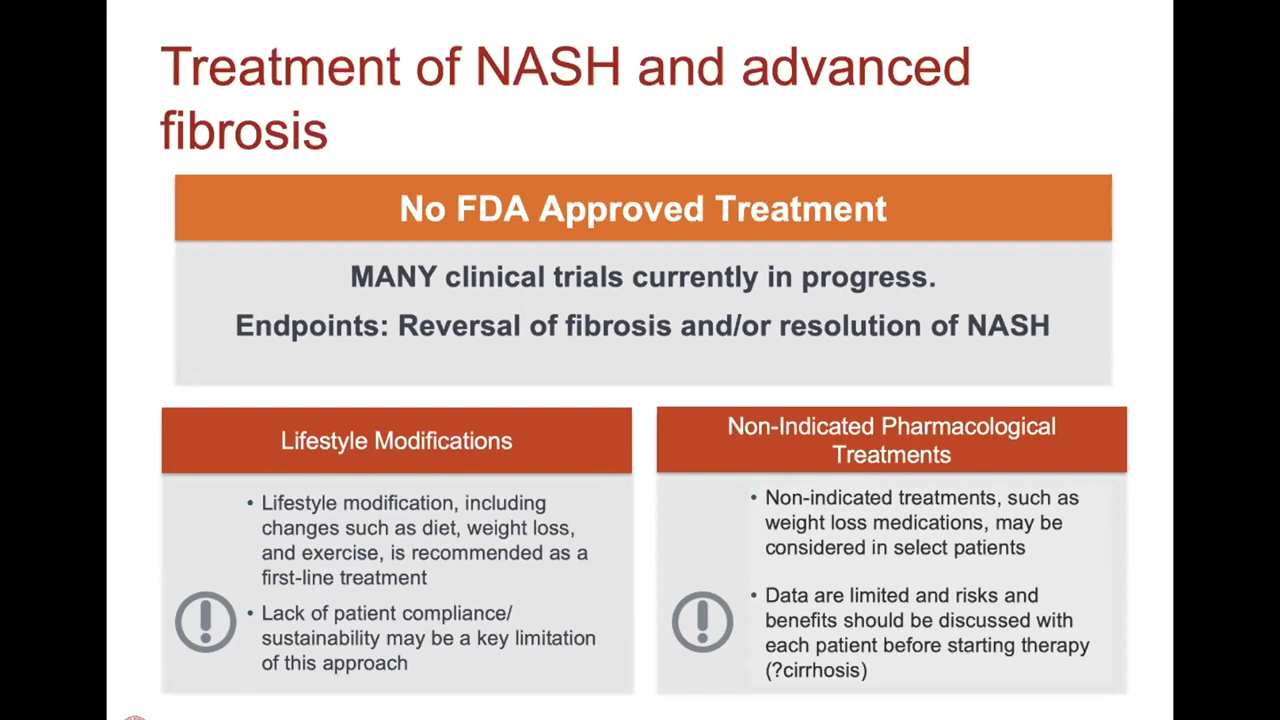 Treatment of NASH and advanced
fibrosis
No FDA Approved Treatment
MANY clinical trials currently in progress.
Endpoints: Reversal of fibrosis and/or resolution of NASH
Lifestyle Modifications
• Lifestyle modification, including
changes such as diet, weight loss,
and exercise, is recommended as a
first-line treatment
• Lack of patient compliance/
sustainability may be a key limitation
of this approach
Non-Indicated Pharmacological
Treatments
• Non-indicated treatments, such as
weight loss medications, may be
considered in select patients
• Data are limited and risks and
benefits should be discussed with
each patient before starting therapy
(?cirrhosis)